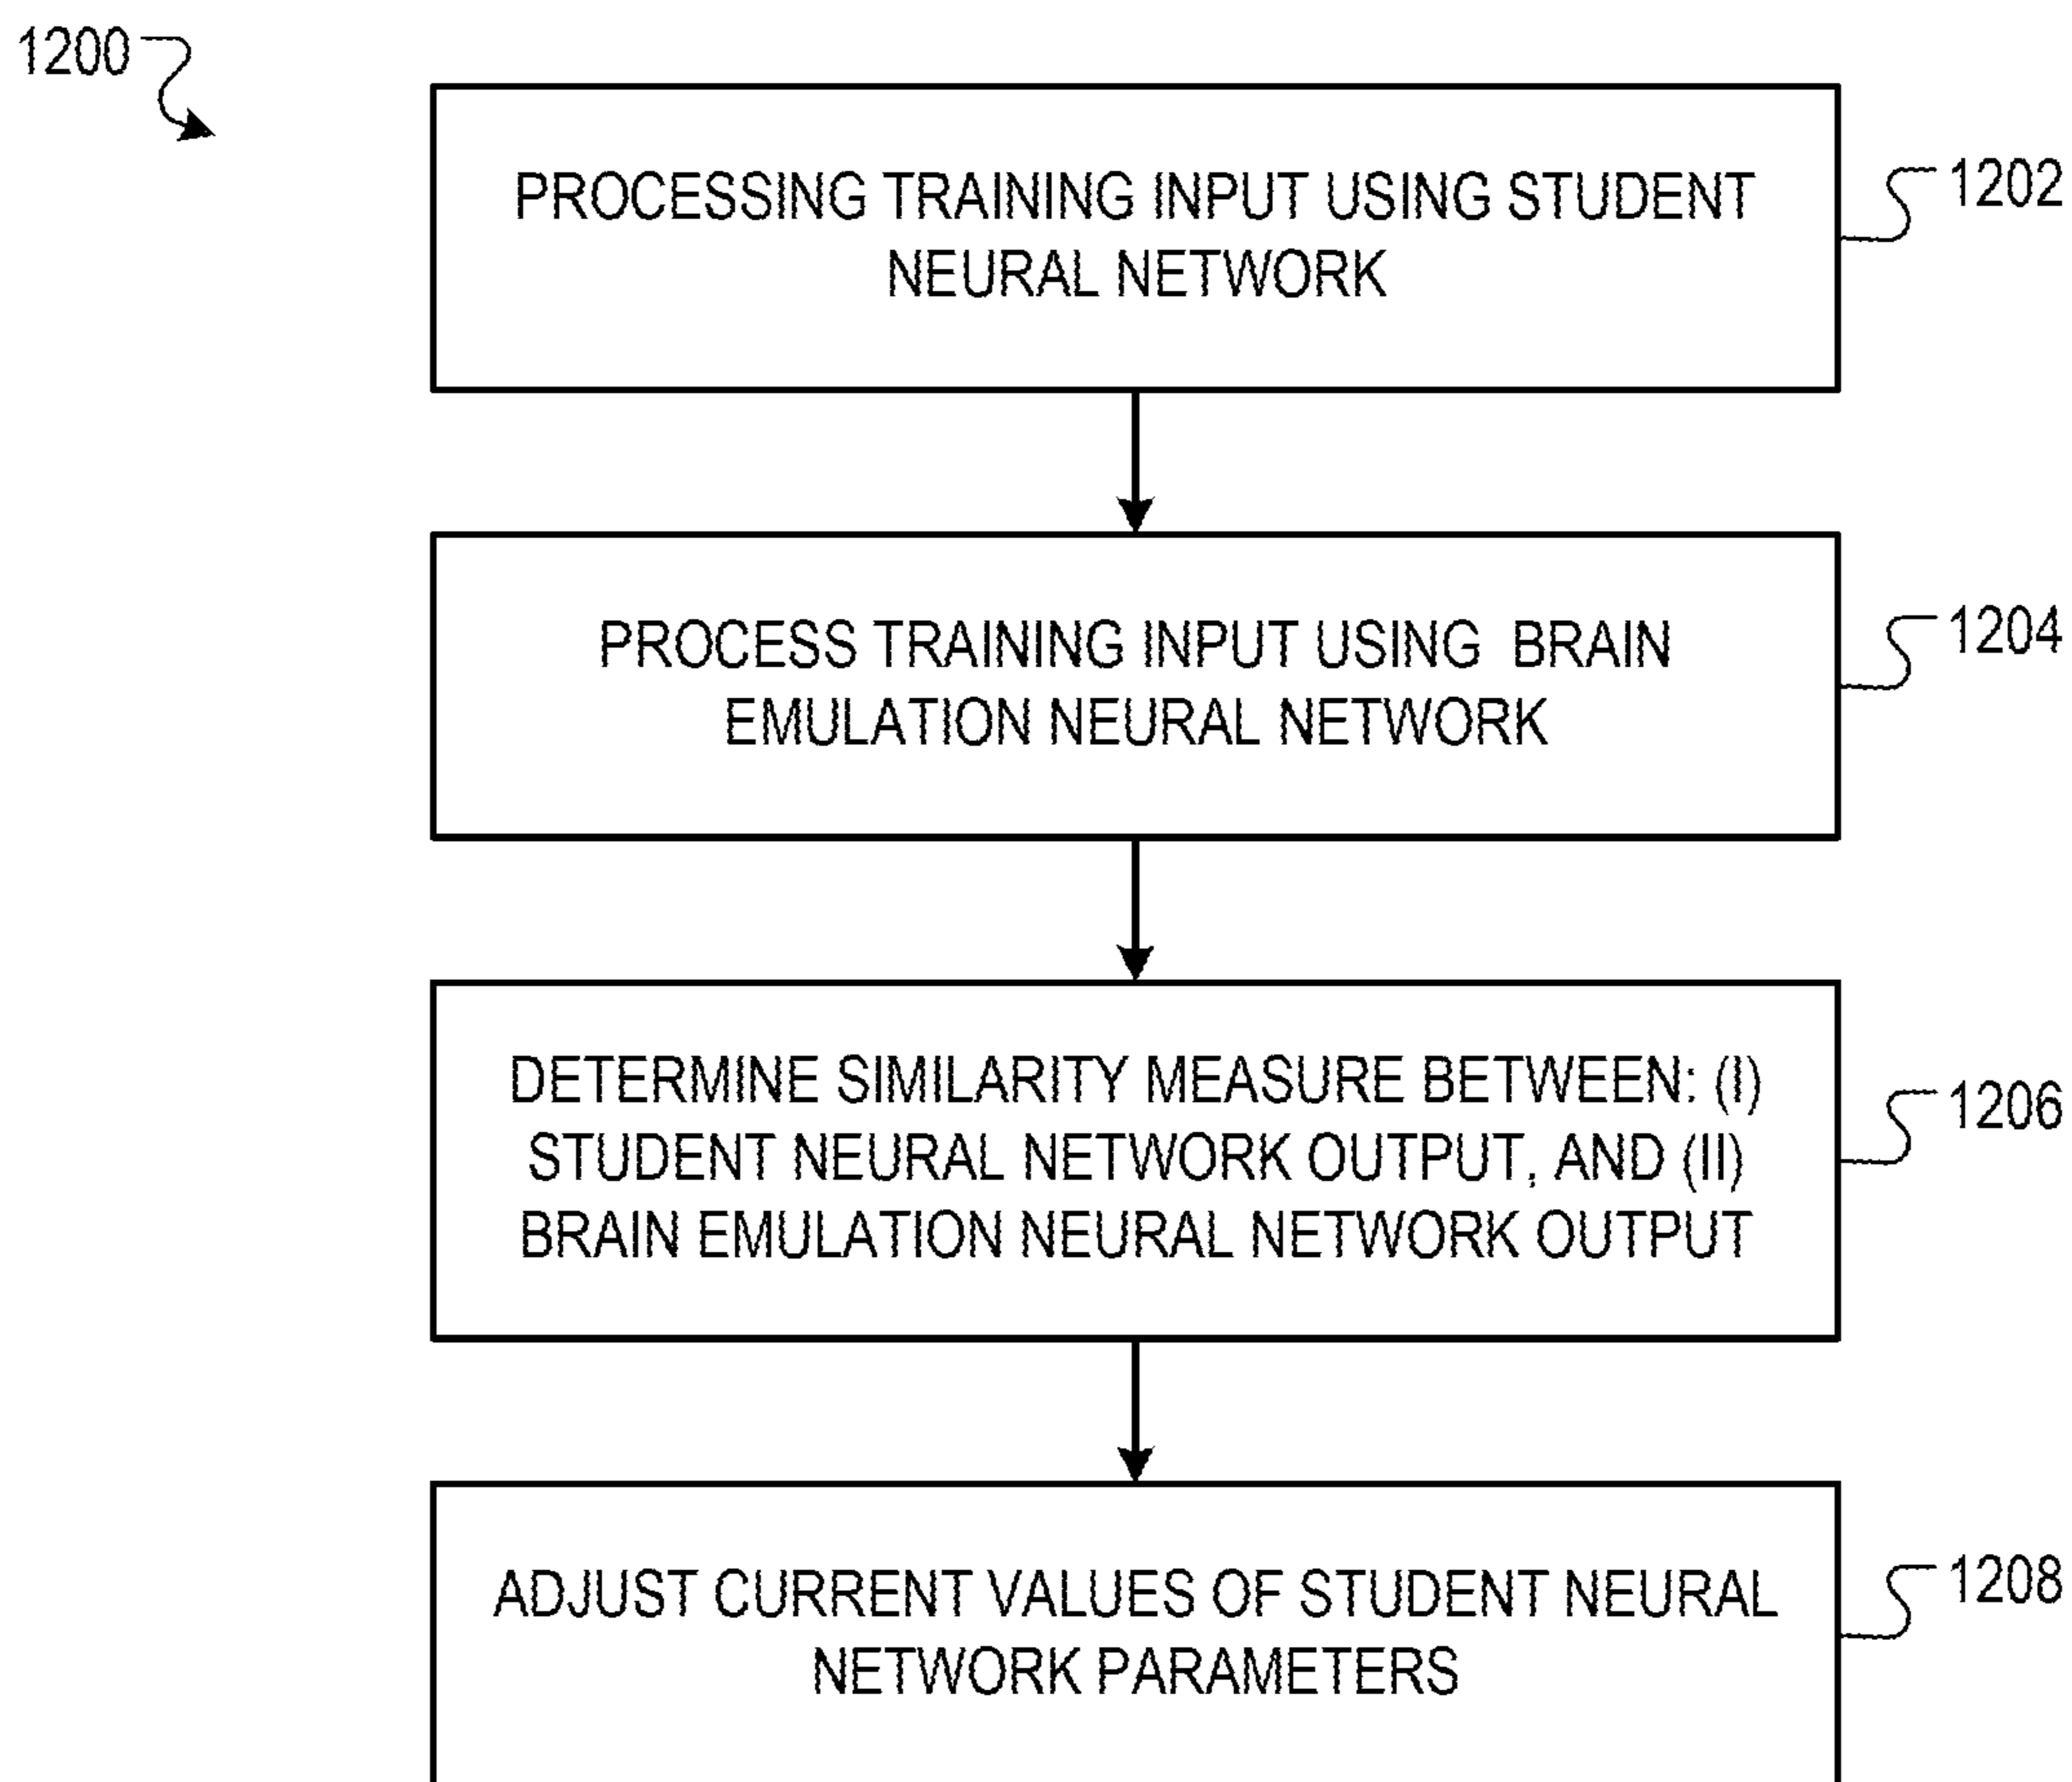 1200
PROCESSING TRAINING INPUT USING STUDENT
NEURAL NETWORK
1202
PROCESS TRAINING INPUT USING BRAIN
EMULATION NEURAL NETWORK
1204
DETERMINE SIMILARITY MEASURE BETWEEN: (I)
STUDENT NEURAL NETWORK OUTPUT, AND (II)
BRAIN EMULATION NEURAL NETWORK OUTPUT
1206
ADJUST CURRENT VALUES OF STUDENT NEURAL
NETWORK PARAMETERS
1208